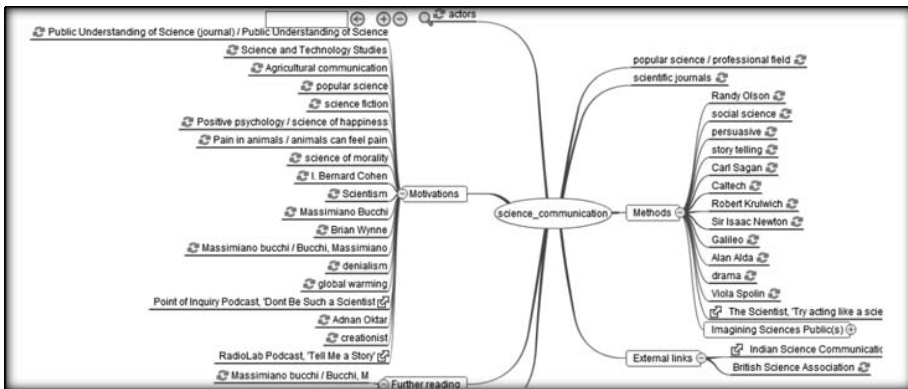 actors
Public Understanding of Science (journal) / Public Understanding of Science
Science and Technology Studies
Agricultural communication
popular science
science fiction
Positive psychology / science of happiness
Pain in animals / animals can feel pain
science of morality
I. Bernard Cohen
Scientism
Massimiano Bucchi
Brian Wynne
Massimiano bucchi / Bucchi, Massimiano
denialism
global warming
Point of Inquiry Podcast, 'Dont Be Such a Scientist
Adnan Oktar
creationist
RadioLab Podcast, 'Tell Me a Story'
Motivations
Massimiano bucchi / Bucchi, M
Further reading
science_communication
popular science / professional field
scientific journals
Methods
Randy Olson
social science
persuasive
story telling
Carl Sagan
Caltech
Robert Krulwich
Sir Isaac Newton
Galileo
Alan Alda
drama
Viola Spolin
The Scientist, 'Try acting like a scie
Imagining Sciences Public(s)
External links
Indian Science Communicatic
British Science Association